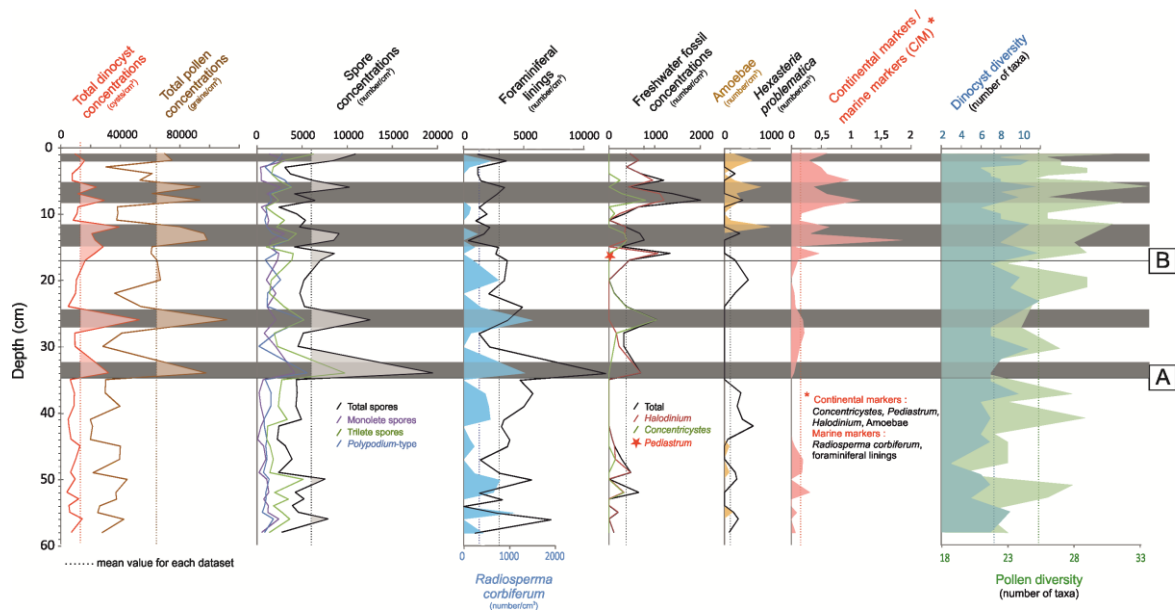 Total dinocyst
concentrations
(cysts/cm³)
Total pollen
concentrations
(grains/cm³)
Spore
concentrations
(number/cm³)
Foraminiferal
linings
(number/cm³)
Freshwater fossil
concentrations
(number/cm³)
Amoebae
(number/cm³)
Hexasteria
problematica
(number/cm³)
Continental markers /
marine markers (C/M) *
Dinocyst diversity
(number of taxa)
0 40000 80000
0 5000 10000 15000 20000
0 5000 10000
0 1000 2000
0 1000
0 0,5 1 1,5 2
2 4 6 8 10
0
10
20
30
40
50
60
Depth (cm)
B
A
Total spores
Monolete spores
Trilete spores
Polypodium-type
Total
Halodinium
Concentricystes
Pediastrum
* Continental markers :
Concentricystes, Pediastrum,
Halodinium, Amoebae
Marine markers :
Radiosperma corbiferum,
foraminiferal linings
mean value for each dataset
0 1000 2000
Radiosperma
corbiferum
(number/cm³)
18 23 28 33
Pollen diversity
(number of taxa)